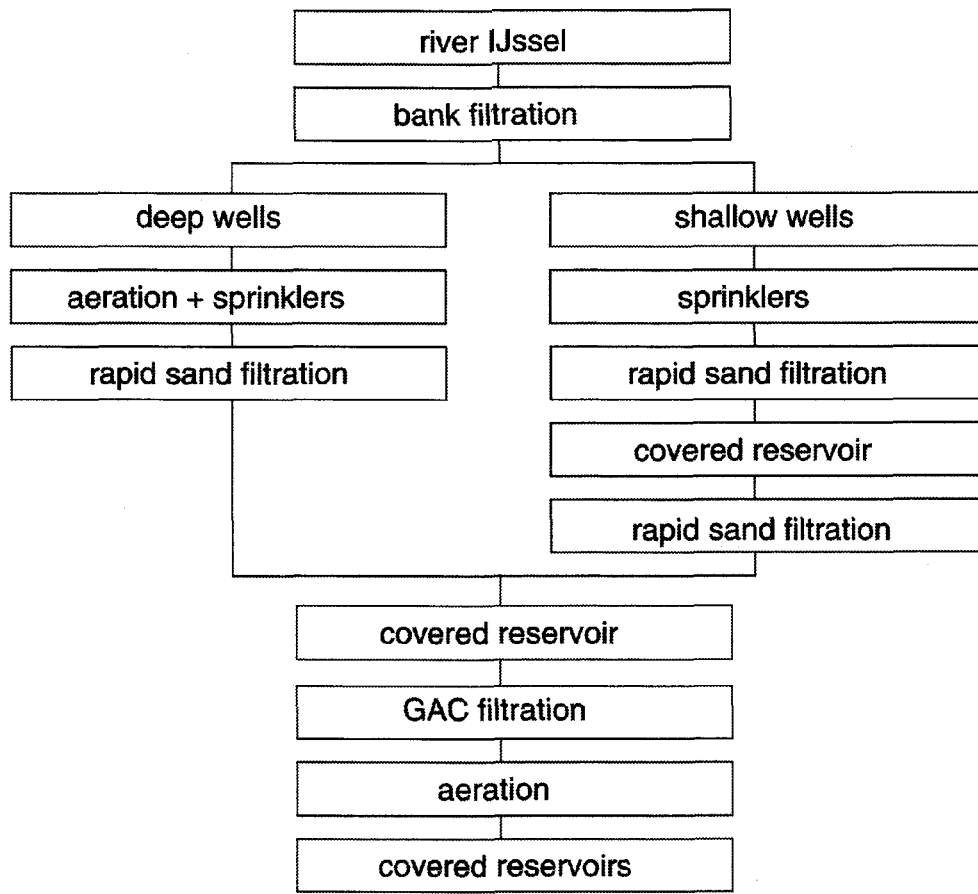 river IJssel
bank filtration
deep wells
aeration + sprinklers
rapid sand filtration
shallow wells
sprinklers
rapid sand filtration
covered reservoir
rapid sand filtration
covered reservoir
GAC filtration
aeration
covered reservoirs